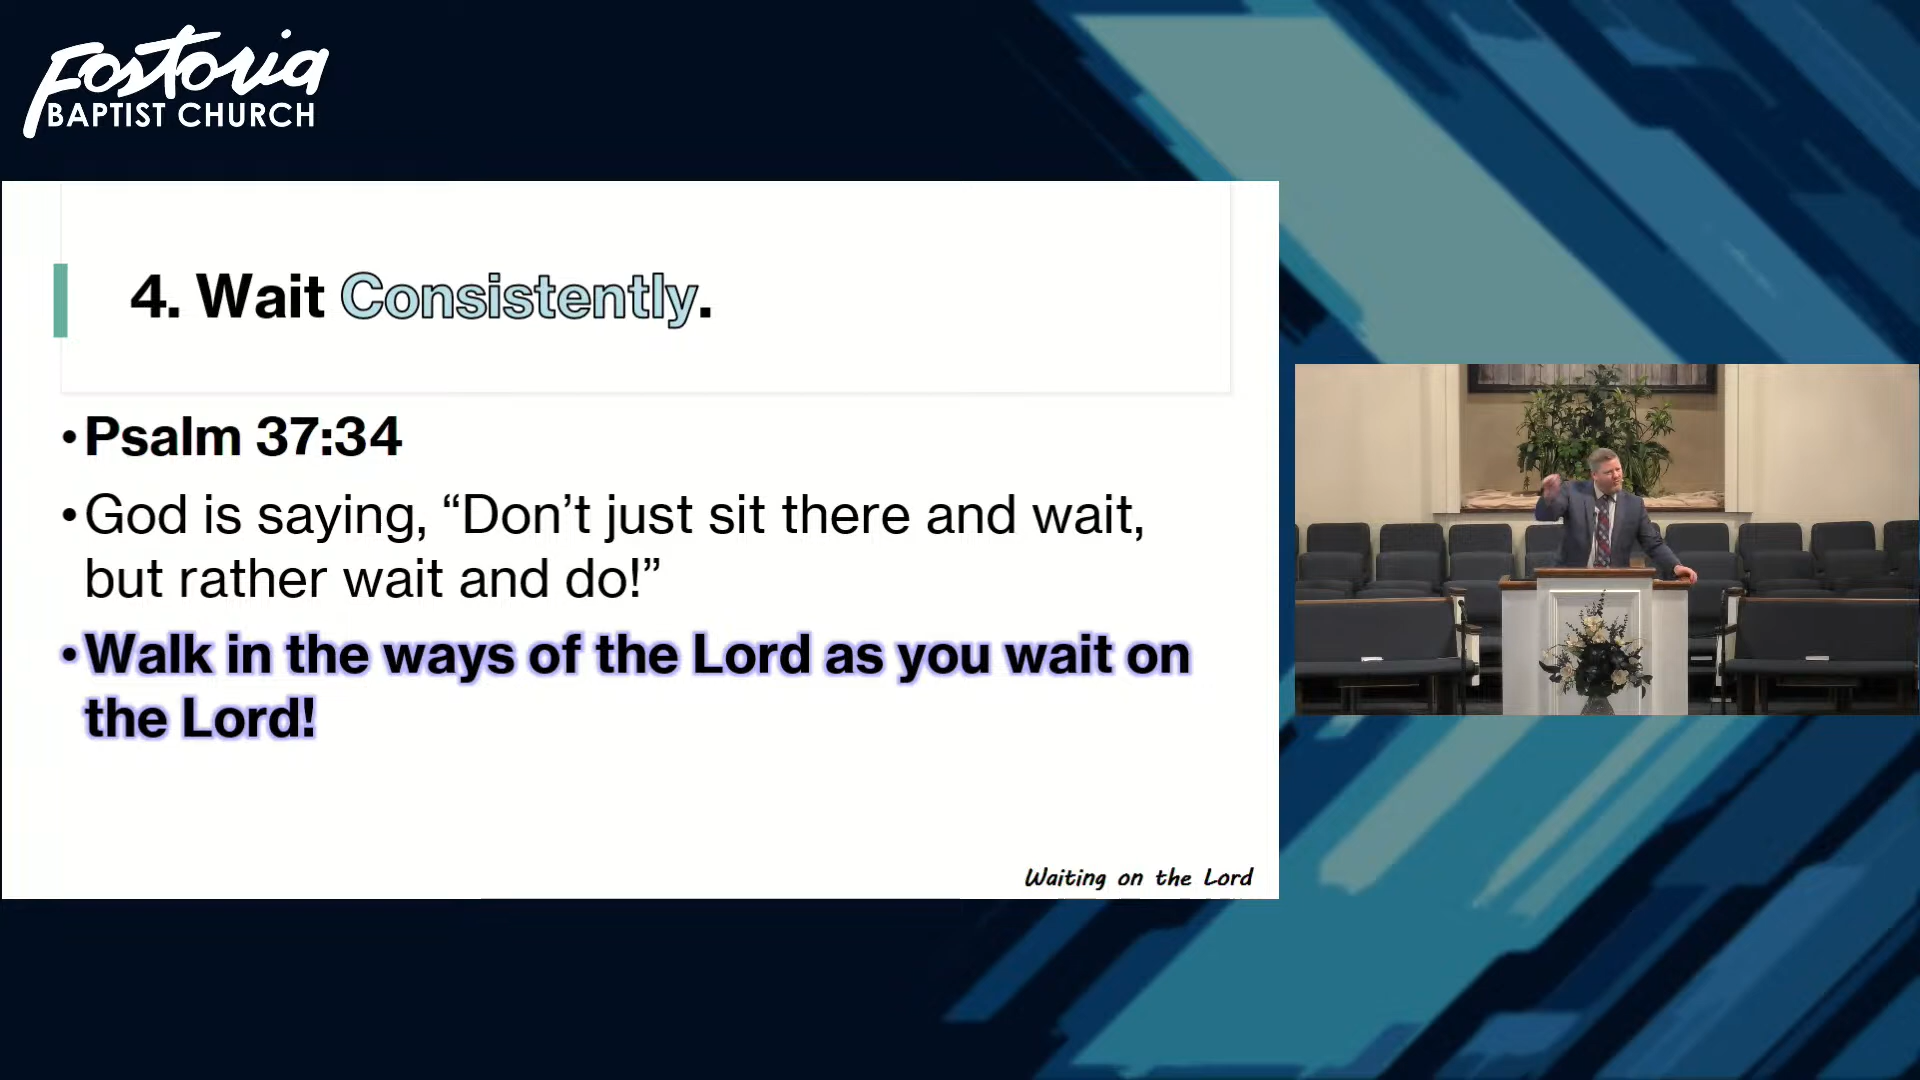 Fostoria
BAPTIST CHURCH
4. Wait Consistently.
•Psalm 37:34
•God is saying, “Don’t just sit there and wait,
but rather wait and do!”
•Walk in the ways of the Lord as you wait on
the Lord!
Waiting on the Lord